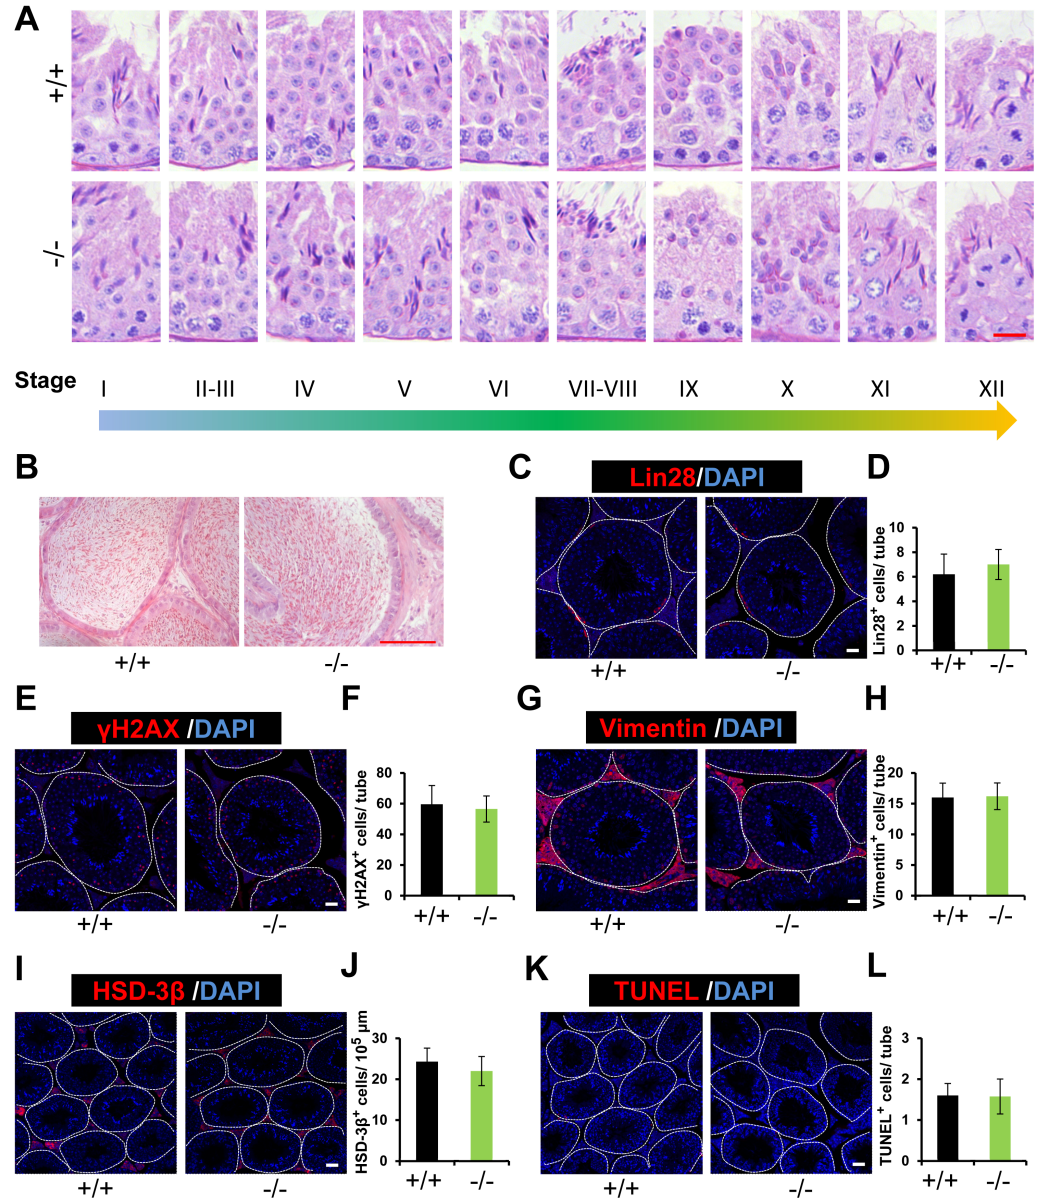 A
+/+
-/-
Stage
I II-III IV V VI VII-VIII IX X XI XII
B
+/+ -/-
C
Lin28/DAPI
+/+ -/-
D
Lin28⁺ cells/ tube
10
8
6
4
2
0
+/+ -/-
E
γH2AX /DAPI
+/+ -/-
F
γH2AX⁺ cells/ tube
80
60
40
20
0
+/+ -/-
G
Vimentin /DAPI
+/+ -/-
H
Vimentin⁺ cells/ tube
20
15
10
5
0
+/+ -/-
I
HSD-3β /DAPI
+/+ -/-
J
HSD-3β⁺ cells/ 10⁵ µm
30
20
10
0
+/+ -/-
K
TUNEL /DAPI
+/+ -/-
L
TUNEL⁺ cells/ tube
3
2
1
0
+/+ -/-